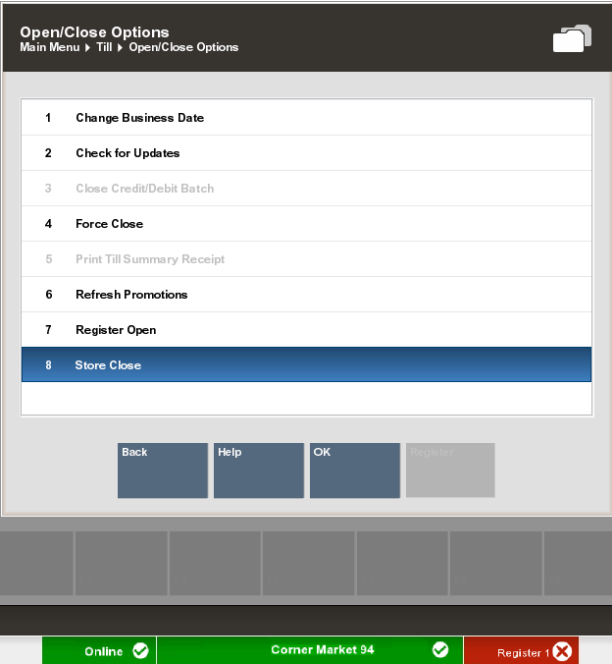 Open/Close Options
Main Menu ▸ Till ▸ Open/Close Options
1 Change Business Date
2 Check for Updates
3 Close Credit/Debit Batch
4 Force Close
5 Print Till Summary Receipt
6 Refresh Promotions
7 Register Open
8 Store Close
Back Help OK Register
Online Corner Market 94 Register 1